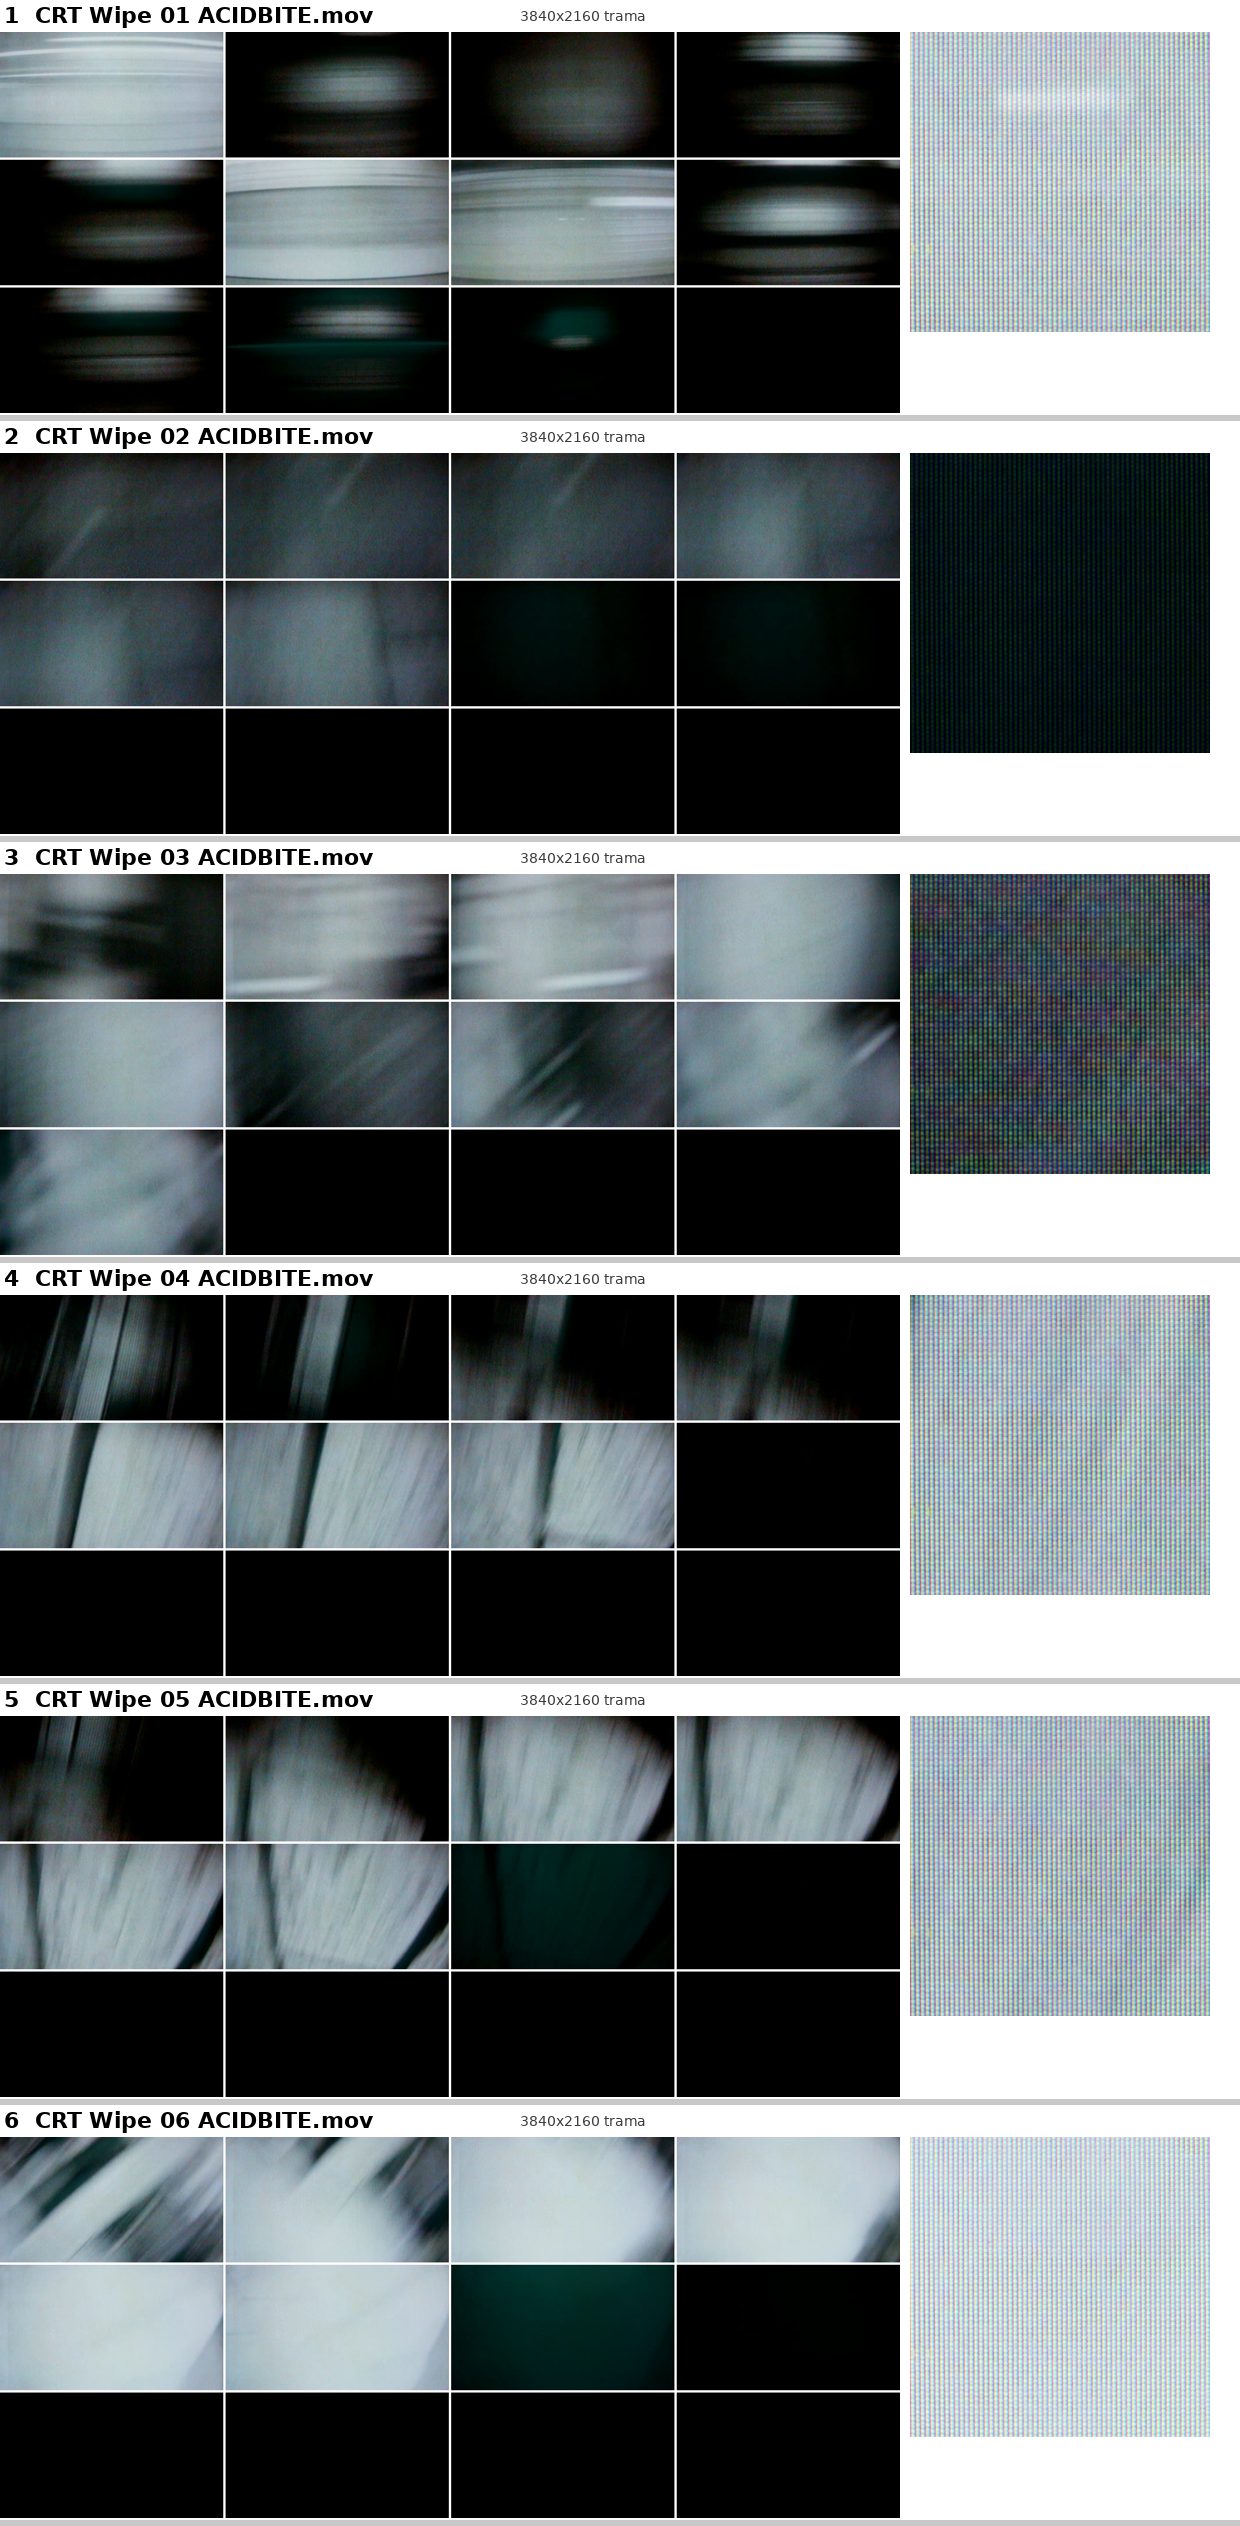 1 CRT Wipe 01 ACIDBITE.mov 3840x2160 trama
2 CRT Wipe 02 ACIDBITE.mov 3840x2160 trama
3 CRT Wipe 03 ACIDBITE.mov 3840x2160 trama
4 CRT Wipe 04 ACIDBITE.mov 3840x2160 trama
5 CRT Wipe 05 ACIDBITE.mov 3840x2160 trama
6 CRT Wipe 06 ACIDBITE.mov 3840x2160 trama